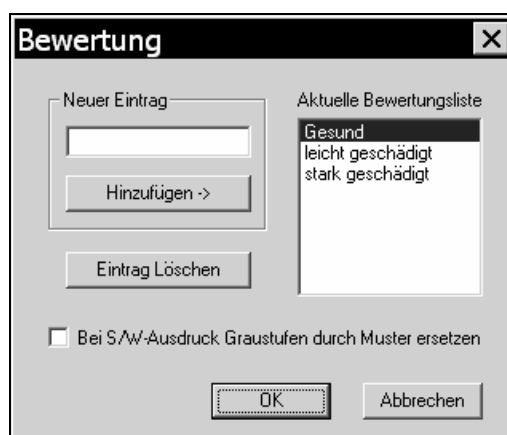 Bewertung
Neuer Eintrag
Hinzufügen ->
Eintrag Löschen
Aktuelle Bewertungsliste
Gesund
leicht geschädigt
stark geschädigt
Bei S/W-Ausdruck Graustufen durch Muster ersetzen
OK
Abbrechen